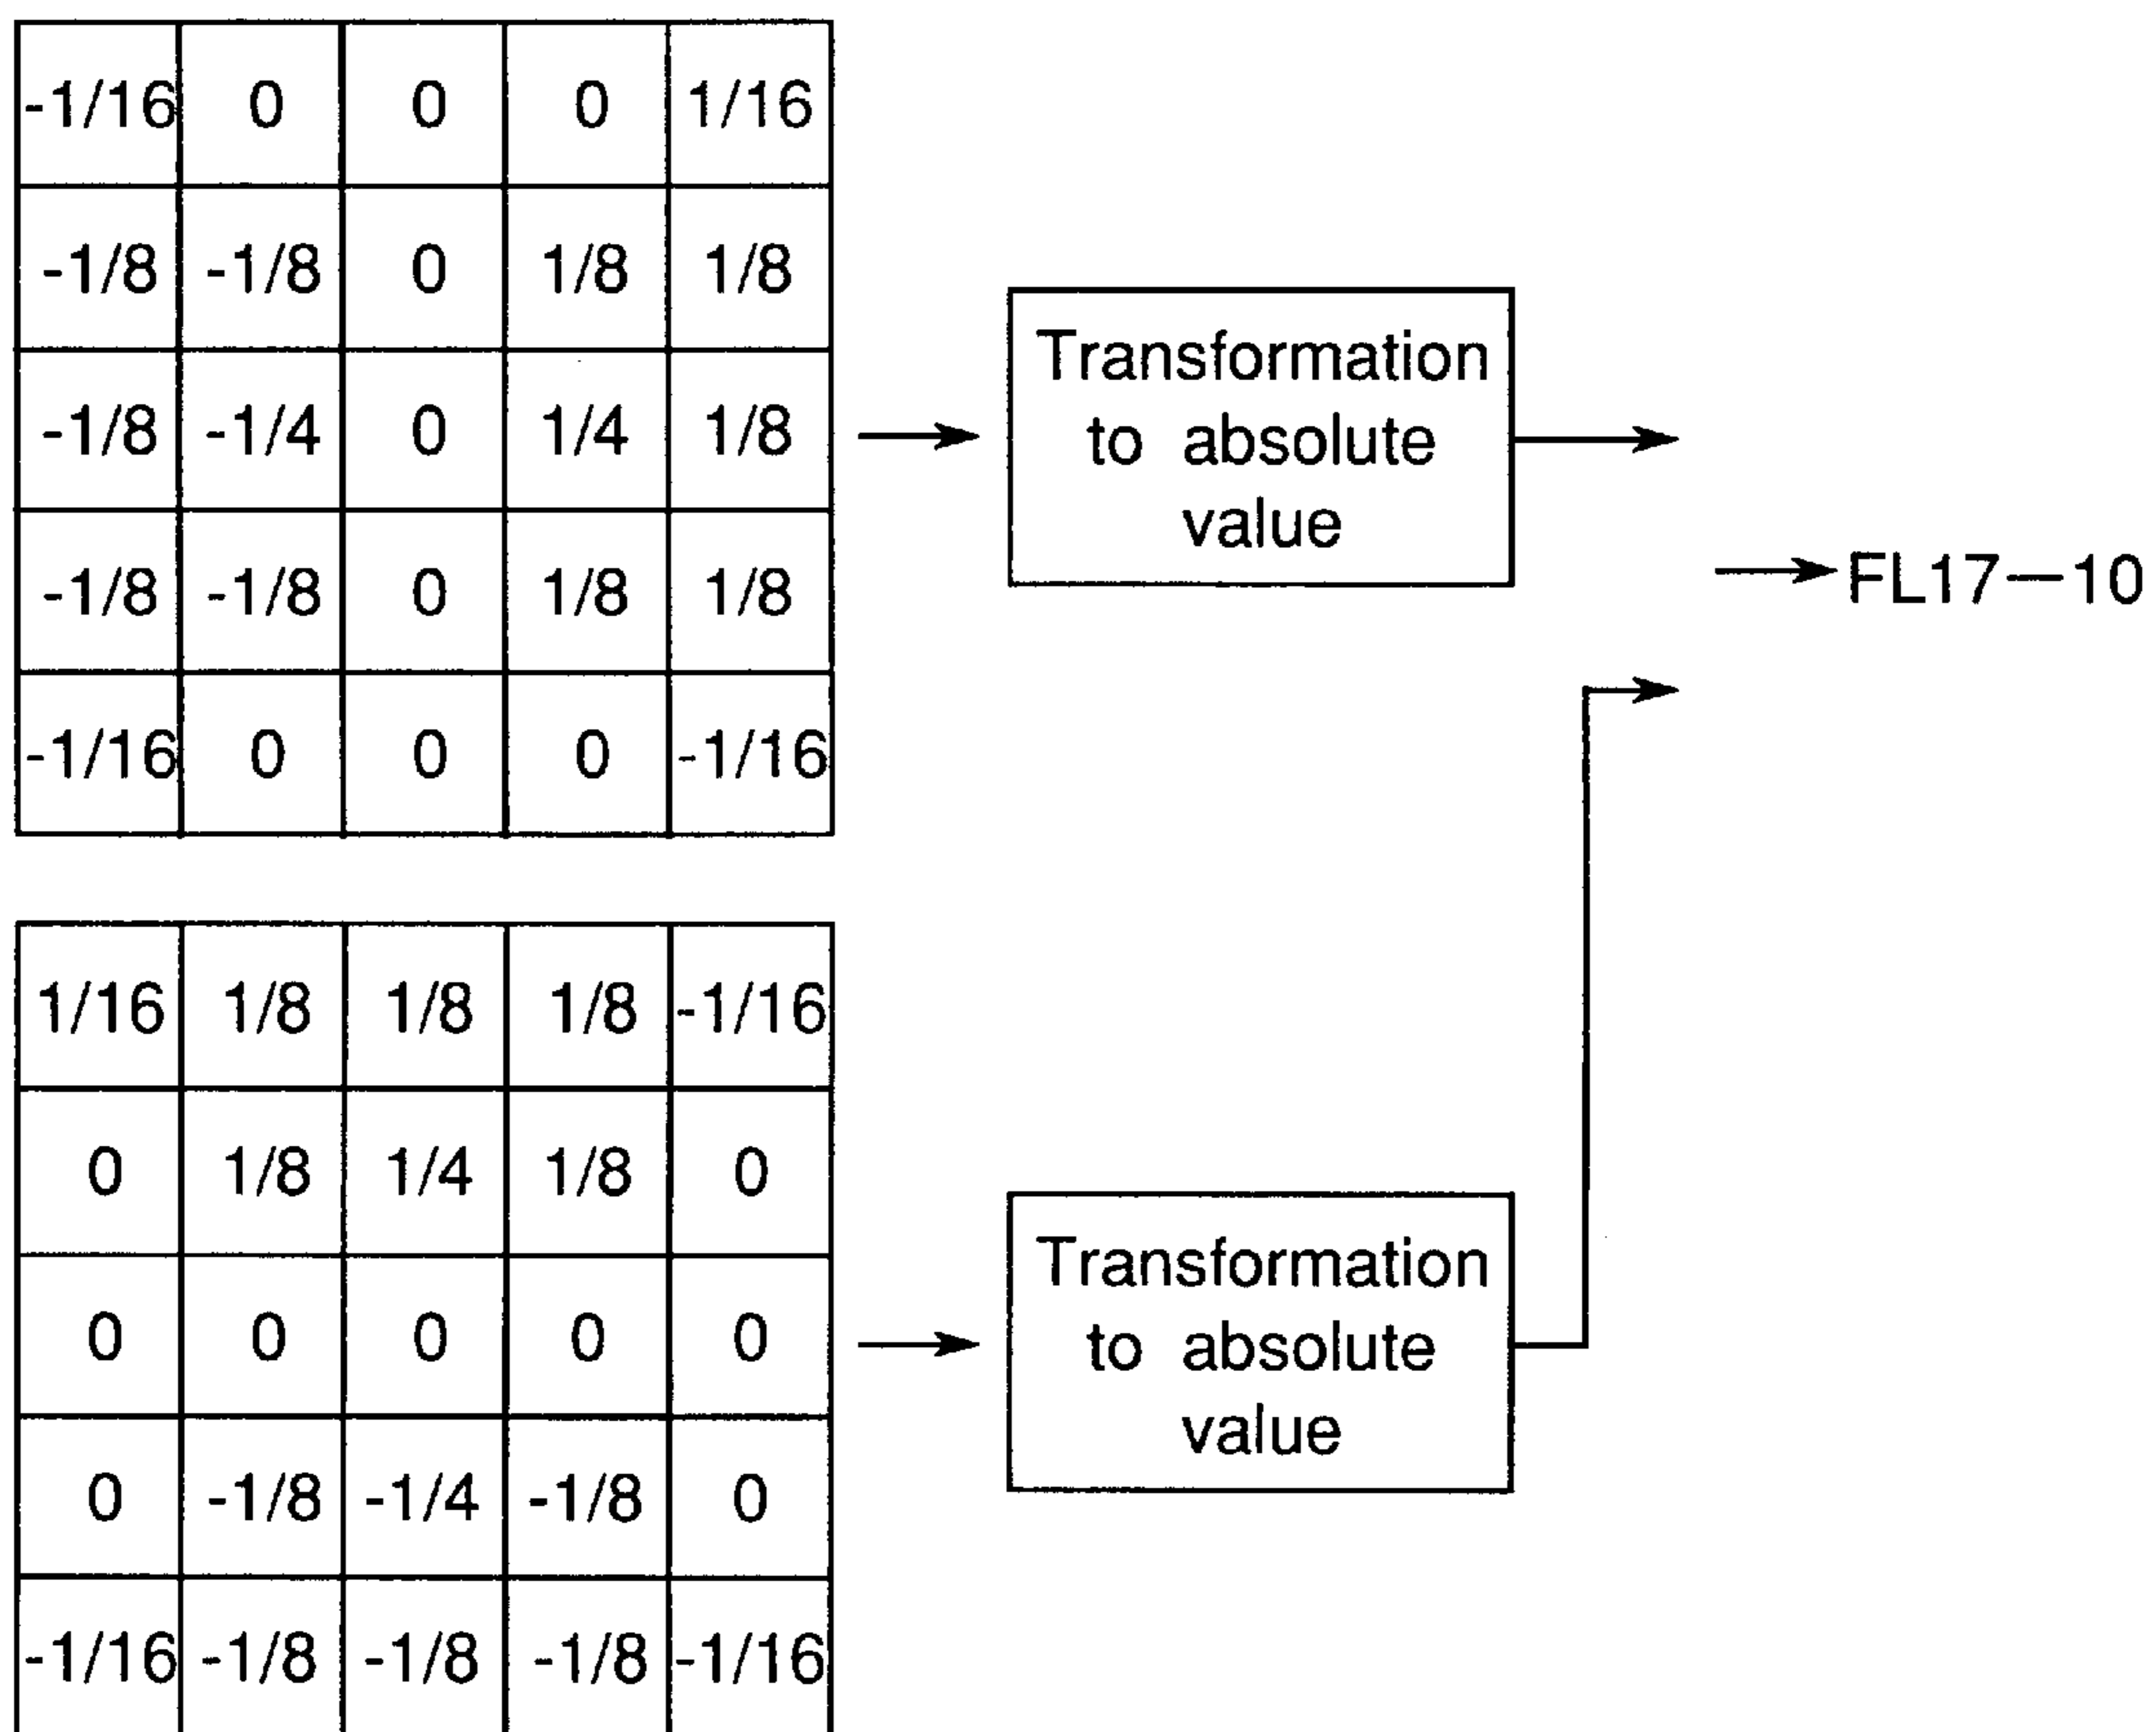 -1/16 0 0 0 1/16
-1/8 -1/8 0 1/8 1/8
-1/8 -1/4 0 1/4 1/8
-1/8 -1/8 0 1/8 1/8
-1/16 0 0 0 -1/16
Transformation
to absolute
value
FL17—10
1/16 1/8 1/8 1/8 -1/16
0 1/8 1/4 1/8 0
0 0 0 0 0
0 -1/8 -1/4 -1/8 0
-1/16 -1/8 -1/8 -1/8 -1/16
Transformation
to absolute
value